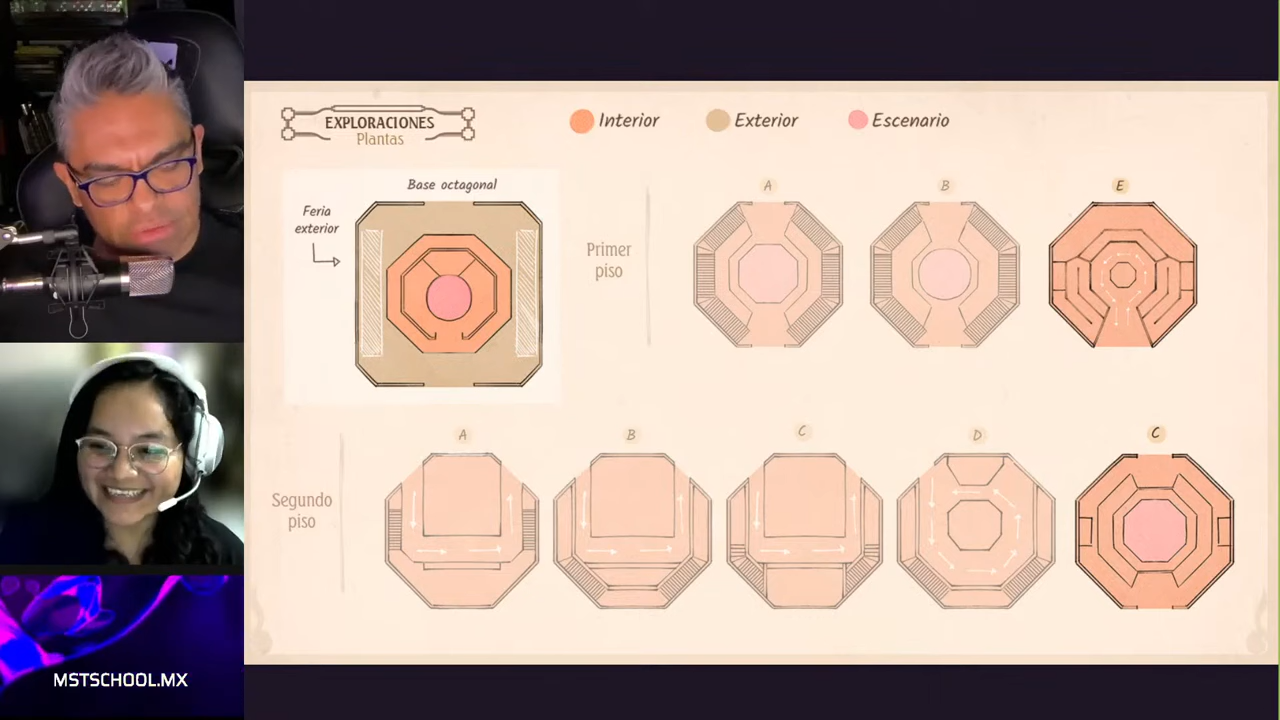 EXPLORACIONES
Plantas
Interior
Exterior
Escenario
Base octagonal
Feria
exterior
Primer
piso
A
B
E
Segundo
piso
A
B
C
D
C
MSTSCHOOL.MX